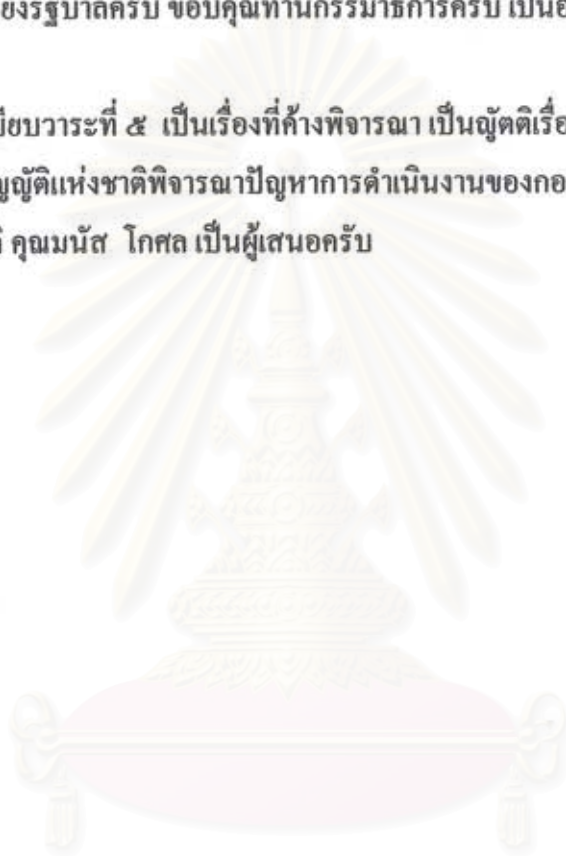 ยังรัฐบาลครับ ขอบคุณท่านกรรมาธิการครับ เป็นอ
บียบวาระที่ ๕ เป็นเรื่องที่ค้างพิจารณา เป็นญัตติเรื่อ
ญญัติแห่งชาติพิจารณาปัญหาการดำเนินงานของกอ
คุณมนัส โกศล เป็นผู้เสนอครับ